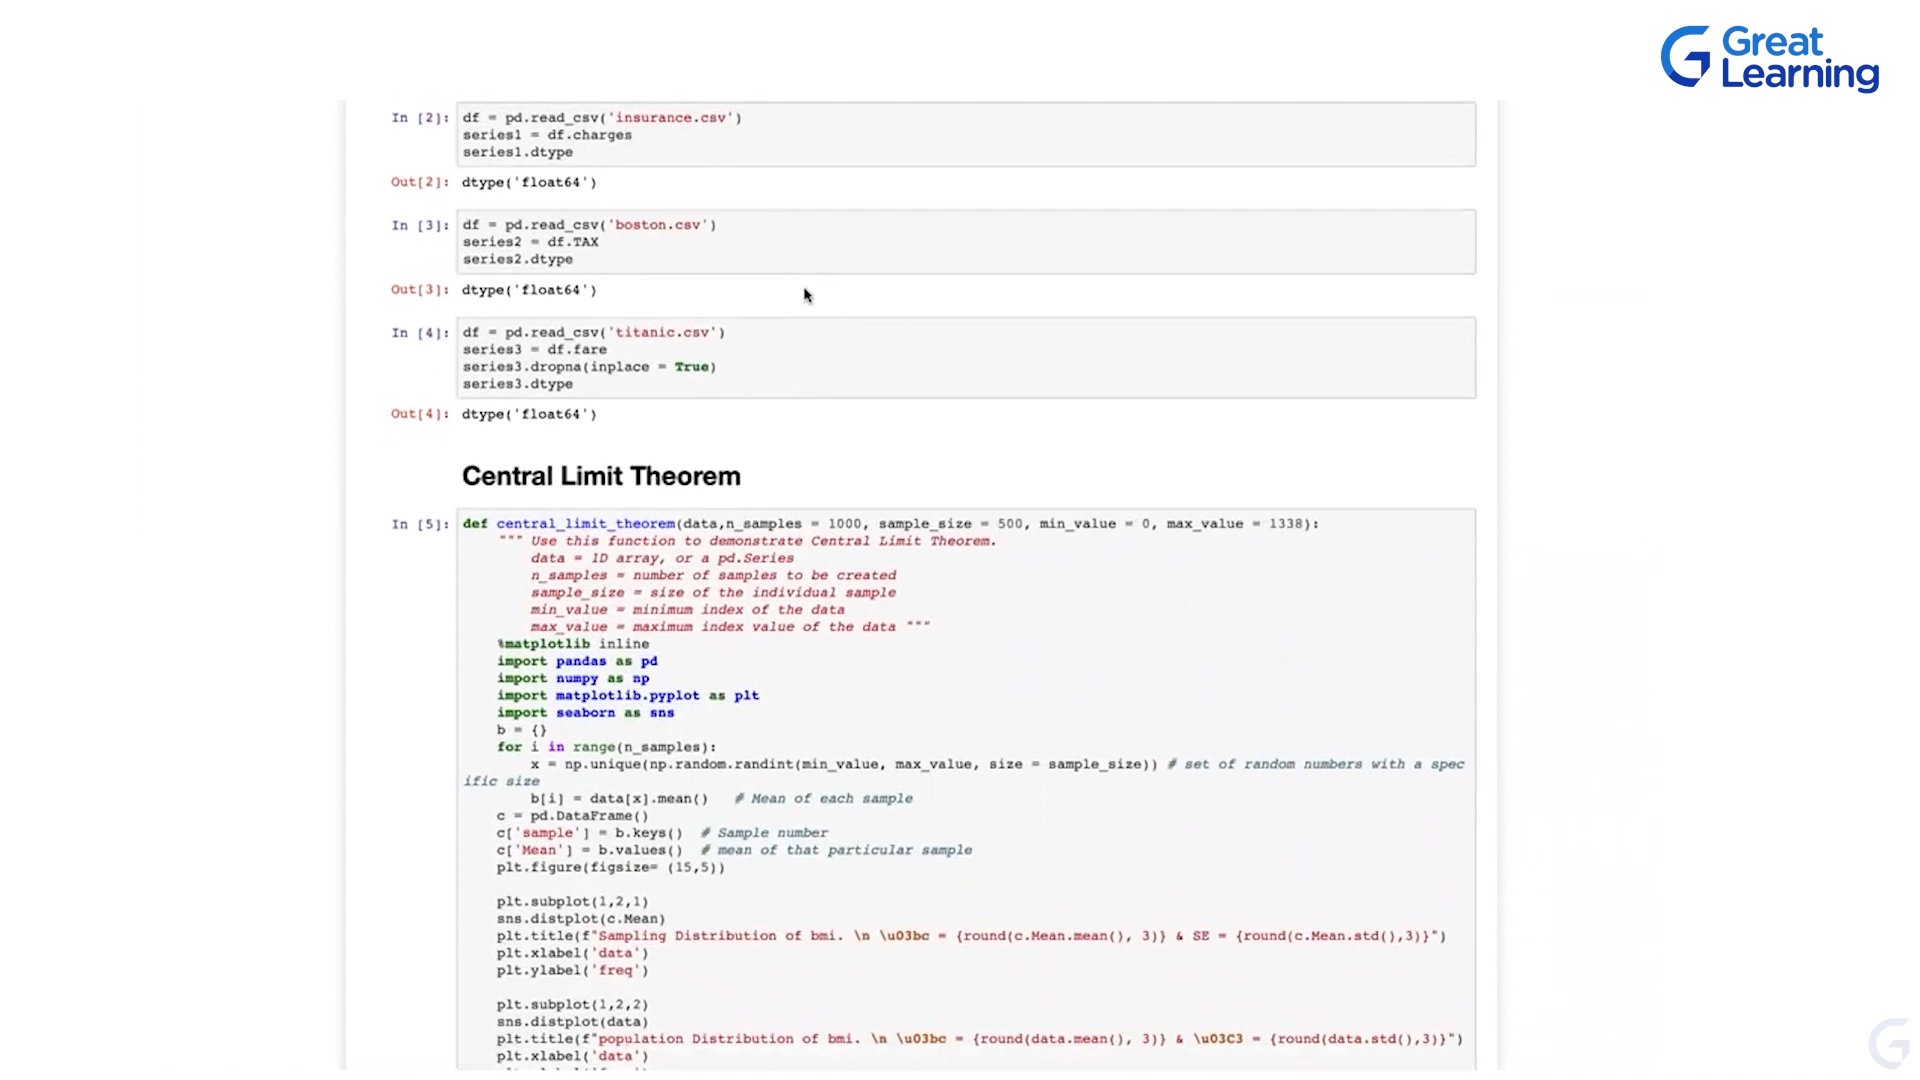 Great
Learning
In [2]: df = pd.read_csv('insurance.csv')
series1 = df.charges
series1.dtype
Out[2]: dtype('float64')
In [3]: df = pd.read_csv('boston.csv')
series2 = df.TAX
series2.dtype
Out[3]: dtype('float64')
In [4]: df = pd.read_csv('titanic.csv')
series3 = df.fare
series3.dropna(inplace = True)
series3.dtype
Out[4]: dtype('float64')
Central Limit Theorem
In [5]: def central_limit_theorem(data,n_samples = 1000, sample_size = 500, min_value = 0, max_value = 1338):
""" Use this function to demonstrate Central Limit Theorem.
data = 1D array, or a pd.Series
n_samples = number of samples to be created
sample_size = size of the individual sample
min_value = minimum index of the data
max_value = maximum index value of the data """
%matplotlib inline
import pandas as pd
import numpy as np
import matplotlib.pyplot as plt
import seaborn as sns
b = {}
for i in range(n_samples):
x = np.unique(np.random.randint(min_value, max_value, size = sample_size)) # set of random numbers with a spec
ific size
b[i] = data[x].mean() # Mean of each sample
c = pd.DataFrame()
c['sample'] = b.keys() # Sample number
c['Mean'] = b.values() # mean of that particular sample
plt.figure(figsize= (15,5))
plt.subplot(1,2,1)
sns.distplot(c.Mean)
plt.title(f"Sampling Distribution of bmi. \n \u03bc = {round(c.Mean.mean(), 3)} & SE = {round(c.Mean.std(),3)}")
plt.xlabel('data')
plt.ylabel('freq')
plt.subplot(1,2,2)
sns.distplot(data)
plt.title(f"population Distribution of bmi. \n \u03bc = {round(data.mean(), 3)} & \u03C3 = {round(data.std(),3)}")
plt.xlabel('data')